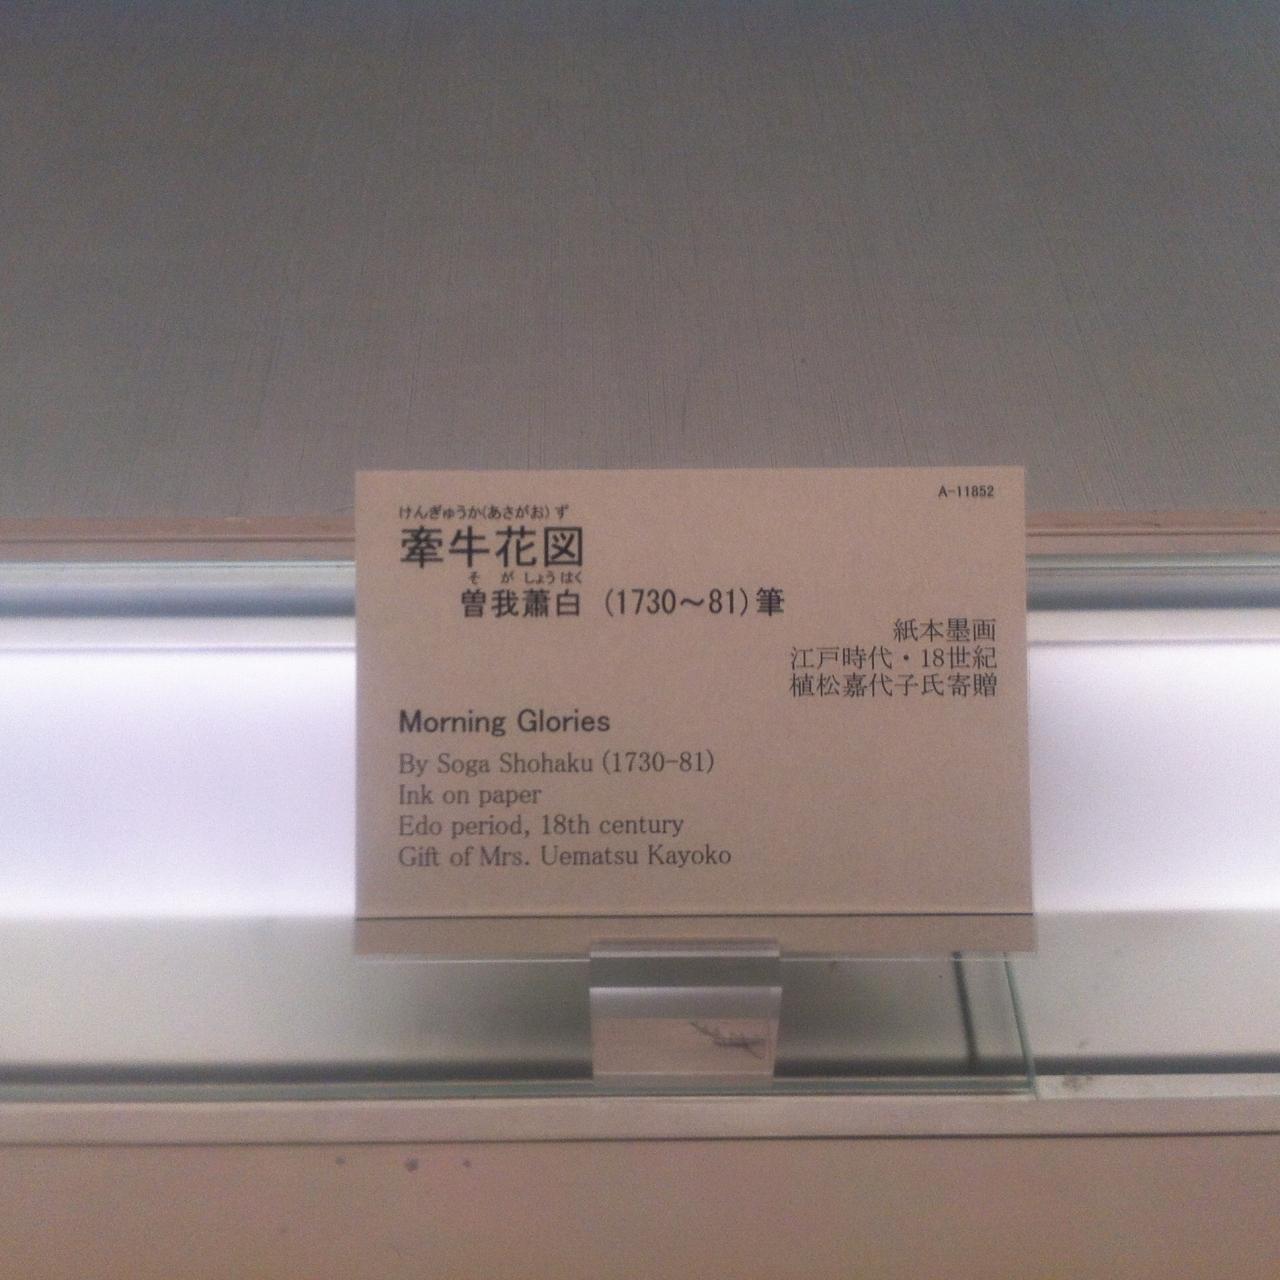 A-11852
けんぎゅうか(あさがお)ず
牽牛花図
そ が しょう はく
曽我蕭白 (1730～81)筆
紙本墨画
江戸時代・18世紀
植松嘉代子氏寄贈
Morning Glories
By Soga Shohaku (1730-81)
Ink on paper
Edo period, 18th century
Gift of Mrs. Uematsu Kayoko